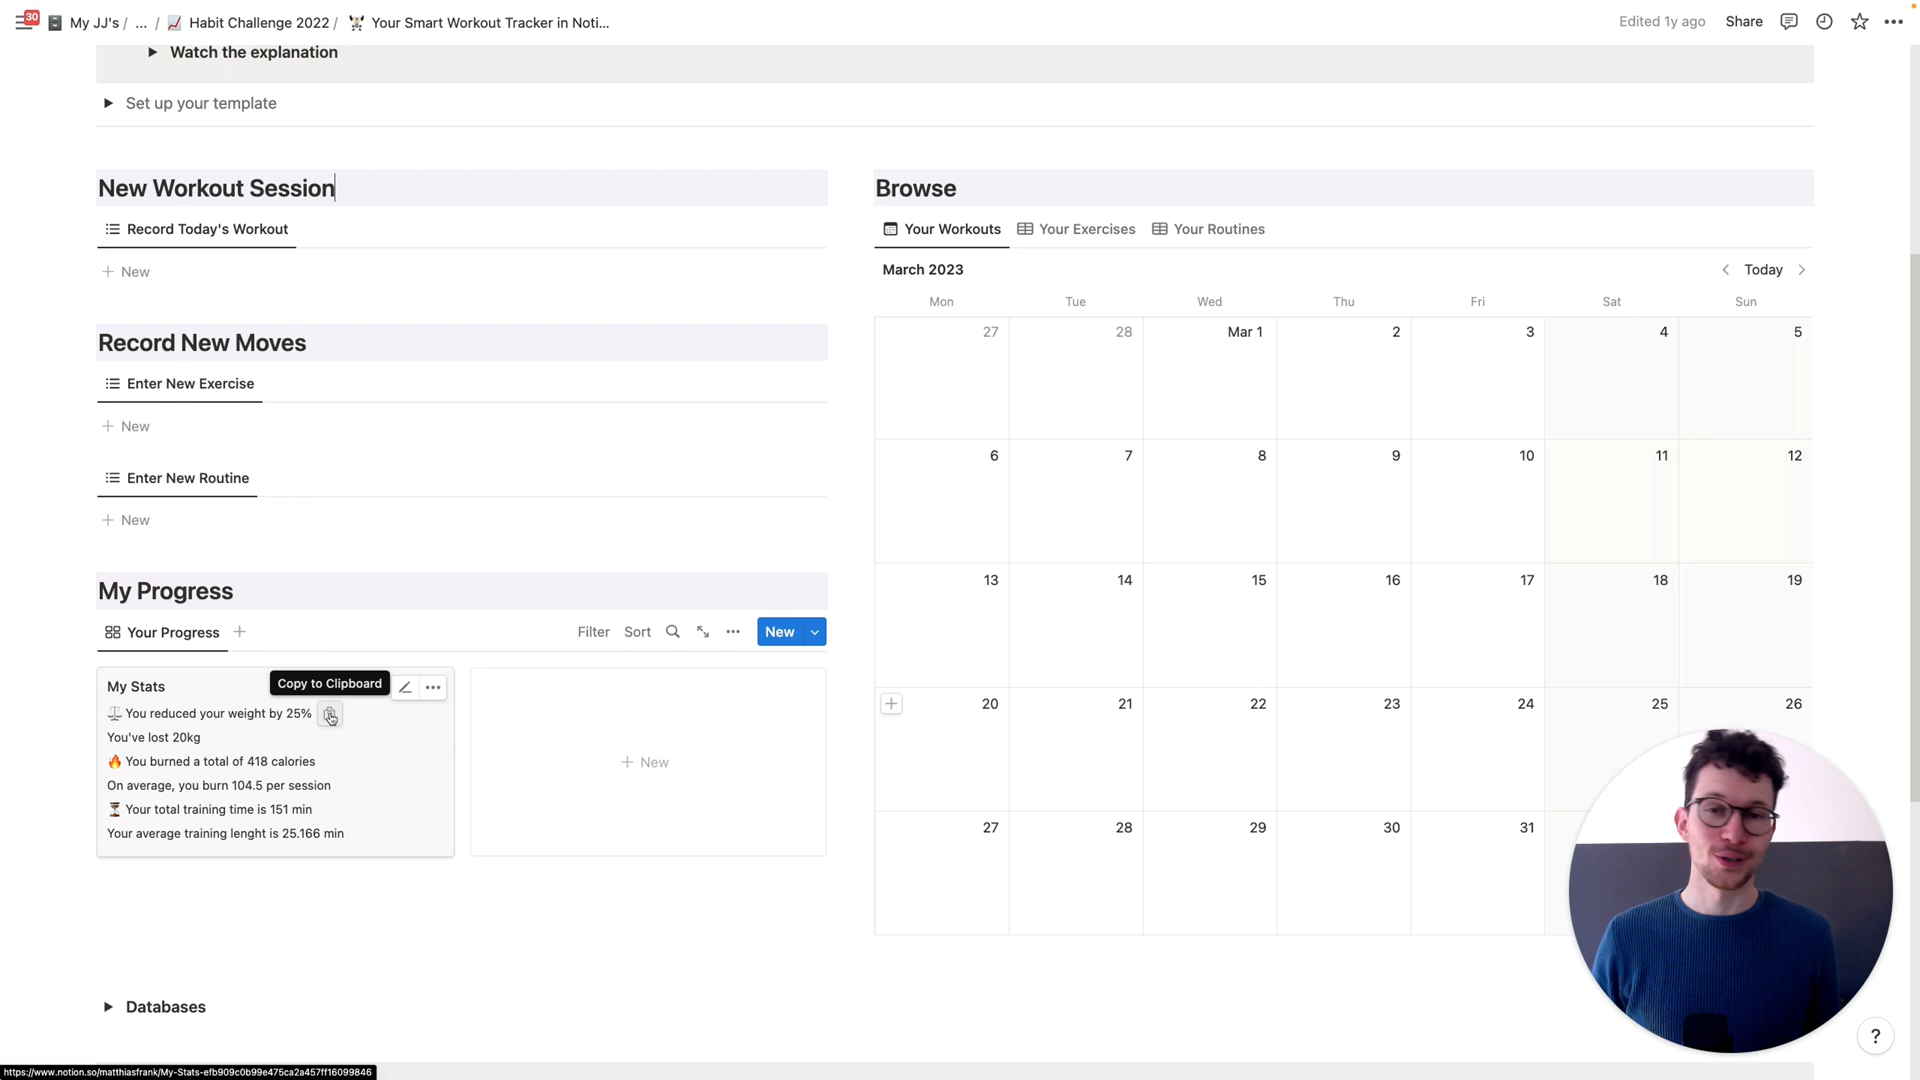 30 My JJ's / ... / Habit Challenge 2022 / Your Smart Workout Tracker in Noti...
Edited 1y ago Share
Watch the explanation
Set up your template
New Workout Session
Record Today's Workout
New
Record New Moves
Enter New Exercise
New
Enter New Routine
New
My Progress
Your Progress
Filter Sort New
My Stats
Copy to Clipboard
You reduced your weight by 25%
You've lost 20kg
You burned a total of 418 calories
On average, you burn 104.5 per session
Your total training time is 151 min
Your average training lenght is 25.166 min
New
Browse
Your Workouts Your Exercises Your Routines
March 2023
Today
Mon Tue Wed Thu Fri Sat Sun
27 28 Mar 1 2 3 4 5
6 7 8 9 10 11 12
13 14 15 16 17 18 19
20 21 22 23 24 25 26
27 28 29 30 31
Databases
?
https://www.notion.so/matthiasfrank/My-Stats-efb909c0b99e475ca2a457ff16099846